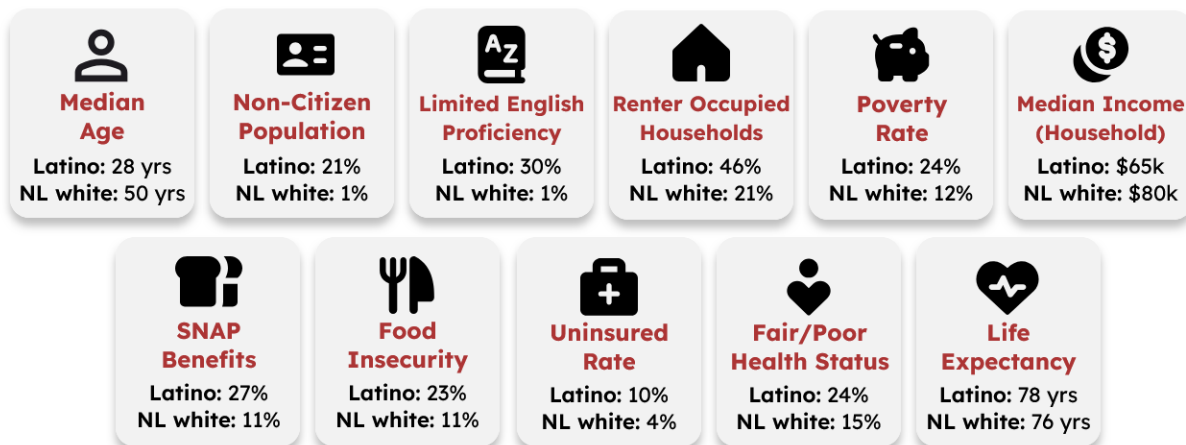 AZ
Median
Age
Latino: 28 yrs
NL white: 50 yrs
Non-Citizen
Population
Latino: 21%
NL white: 1%
Limited English
Proficiency
Latino: 30%
NL white: 1%
Renter Occupied
Households
Latino: 46%
NL white: 21%
Poverty
Rate
Latino: 24%
NL white: 12%
$
Median Income
(Household)
Latino: $65k
NL white: $80k
SNAP
Benefits
Latino: 27%
NL white: 11%
Food
Insecurity
Latino: 23%
NL white: 11%
Uninsured
Rate
Latino: 10%
NL white: 4%
Fair/Poor
Health Status
Latino: 24%
NL white: 15%
Life
Expectancy
Latino: 78 yrs
NL white: 76 yrs